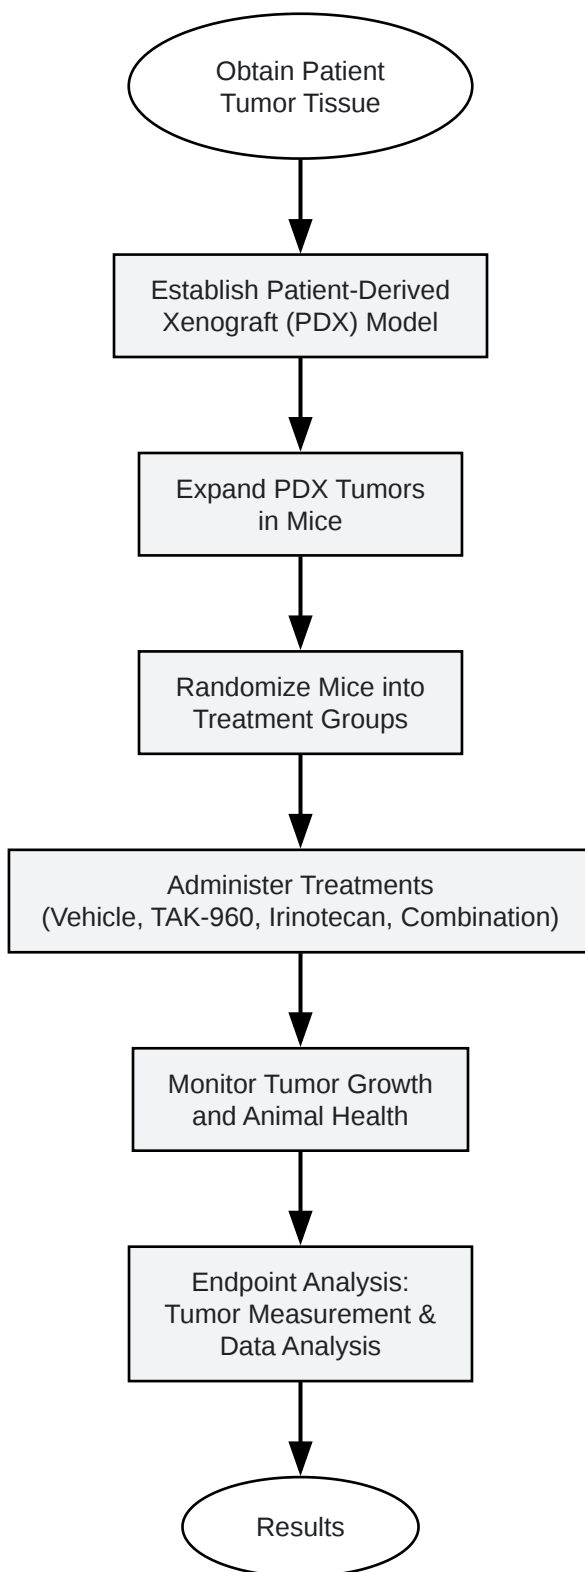 Obtain Patient
Tumor Tissue
Establish Patient-Derived
Xenograft (PDX) Model
Expand PDX Tumors
in Mice
Randomize Mice into
Treatment Groups
Administer Treatments
(Vehicle, TAK-960, Irinotecan, Combination)
Monitor Tumor Growth
and Animal Health
Endpoint Analysis:
Tumor Measurement &
Data Analysis
Results